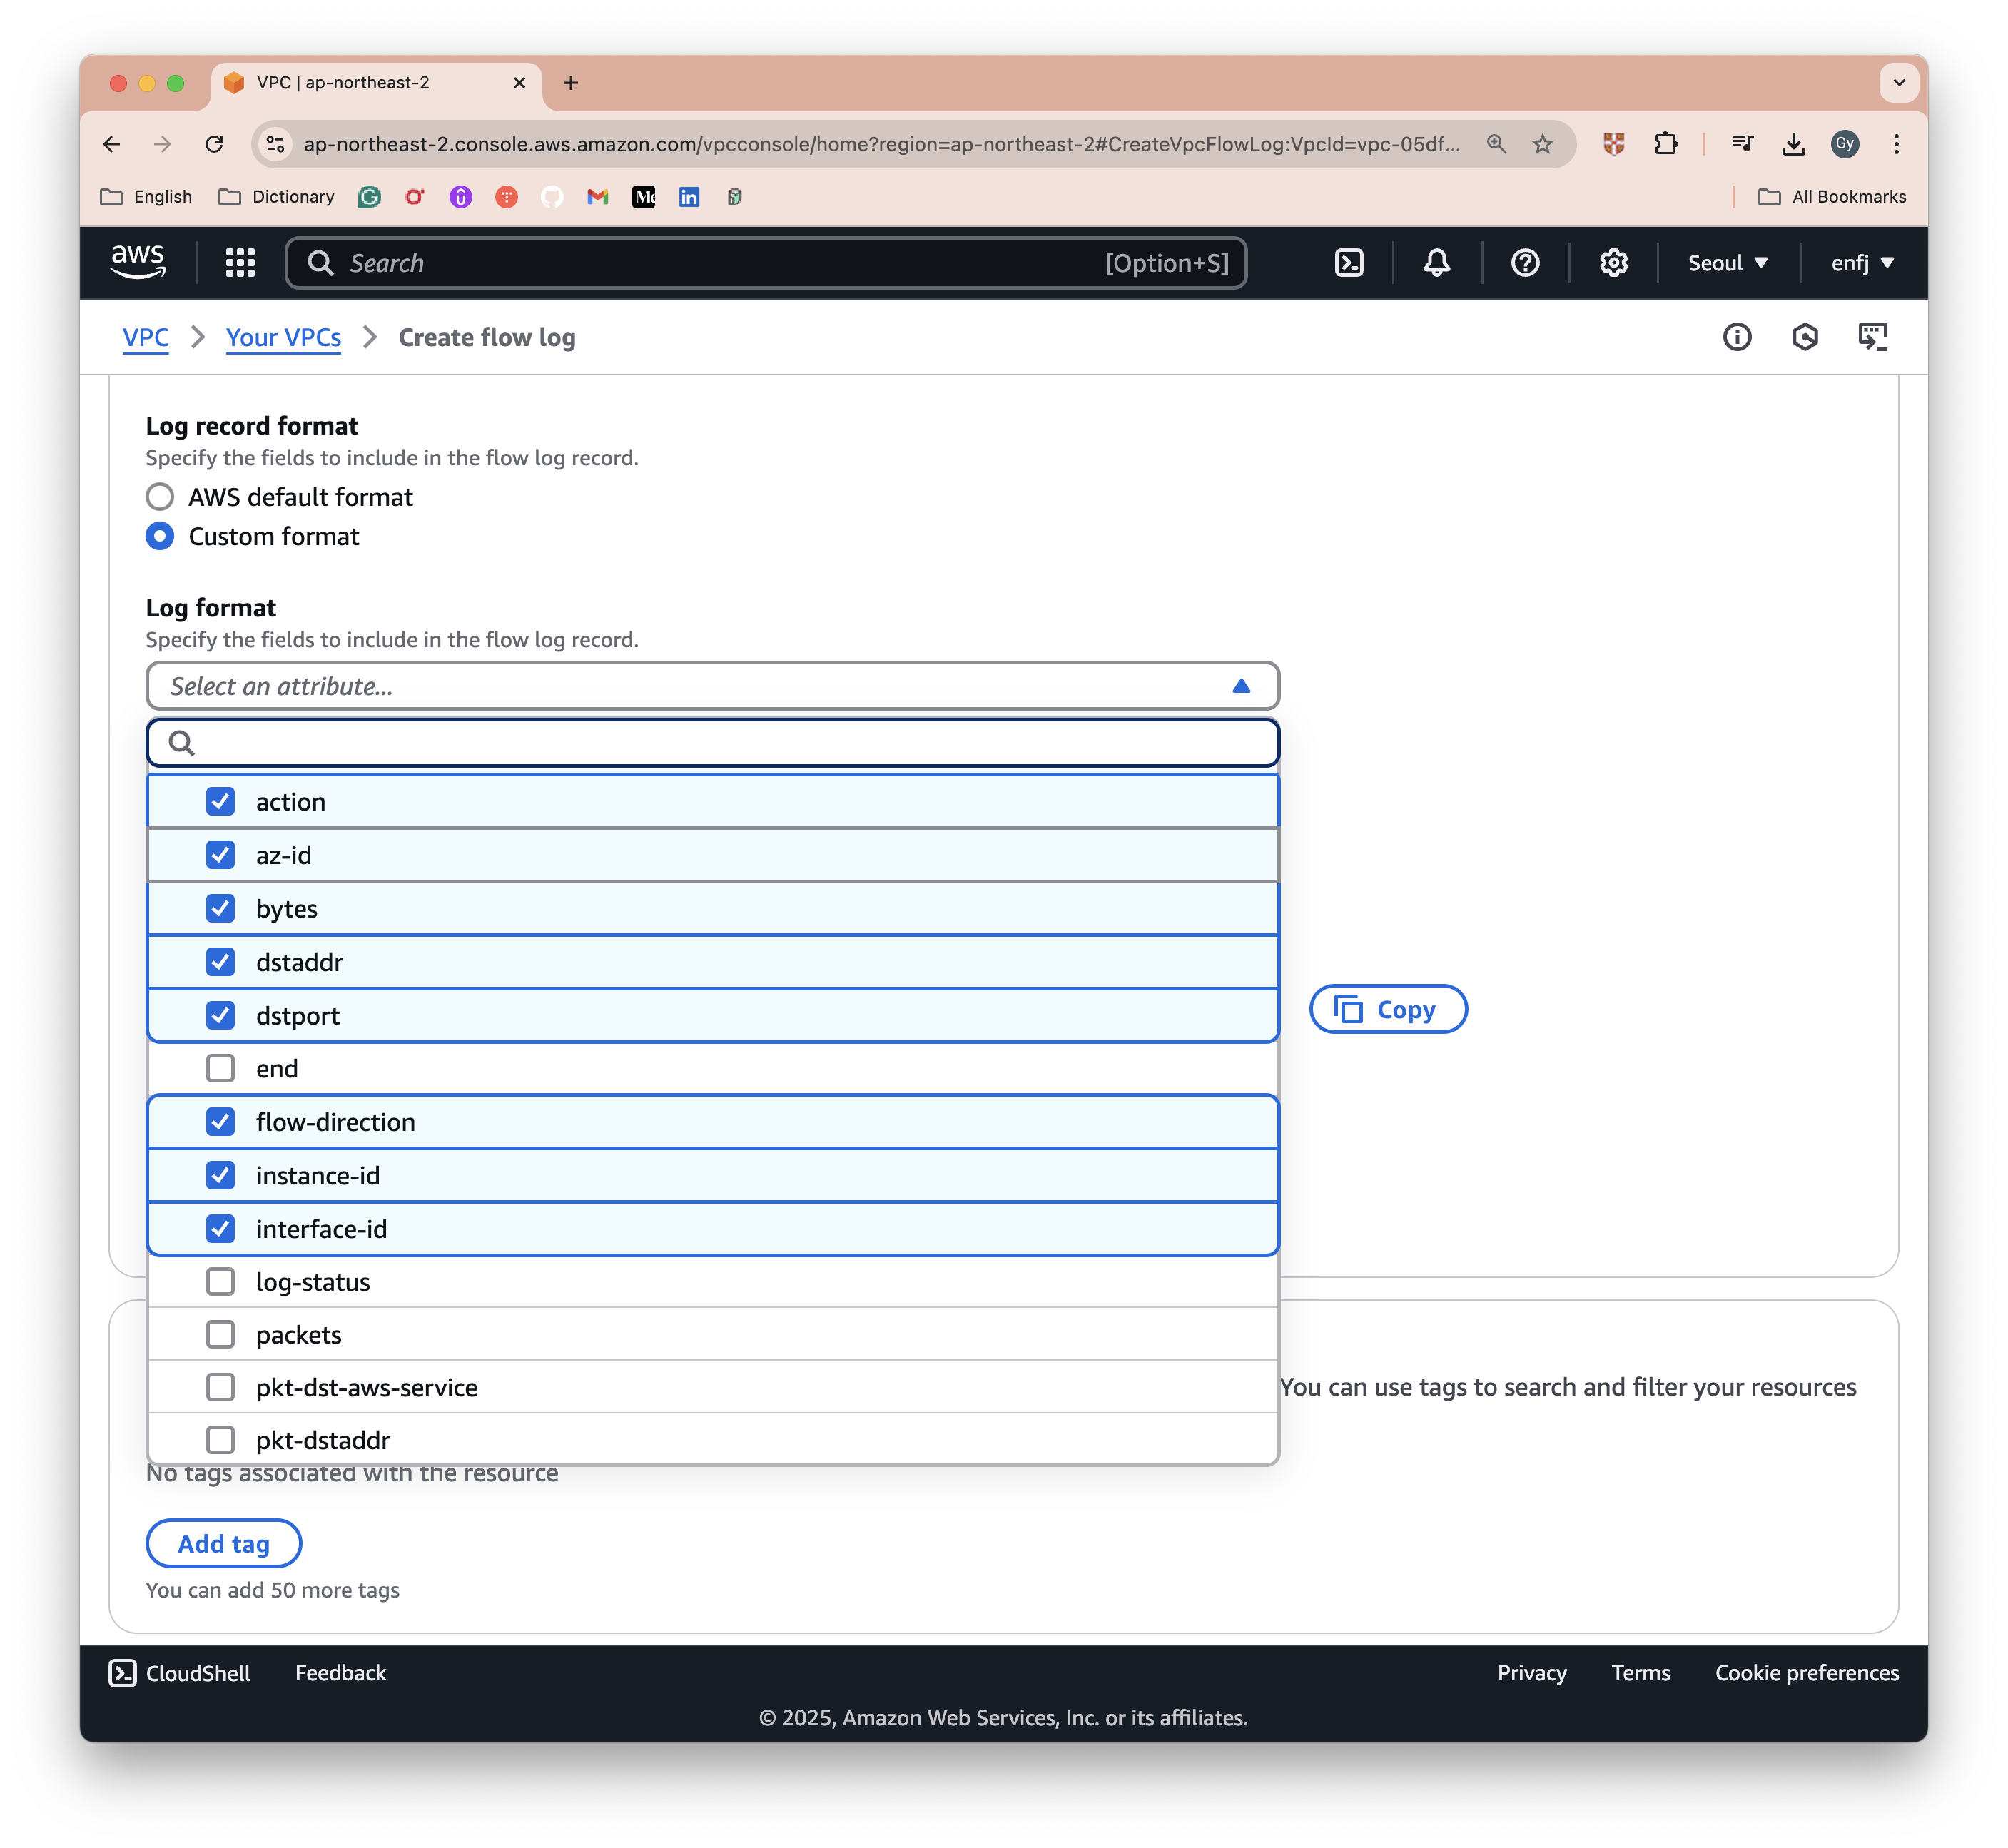 VPC | ap-northeast-2
ap-northeast-2.console.aws.amazon.com/vpcconsole/home?region=ap-northeast-2#CreateVpcFlowLog:VpcId=vpc-05df...
Gy
English
Dictionary
All Bookmarks
aws
Search
[Option+S]
Seoul
enfj
VPC
Your VPCs
Create flow log
Log record format
Specify the fields to include in the flow log record.
AWS default format
Custom format
Log format
Specify the fields to include in the flow log record.
Select an attribute...
action
az-id
bytes
dstaddr
dstport
Copy
end
flow-direction
instance-id
interface-id
log-status
packets
pkt-dst-aws-service
You can use tags to search and filter your resources
pkt-dstaddr
No tags associated with the resource
Add tag
You can add 50 more tags
CloudShell
Feedback
Privacy
Terms
Cookie preferences
© 2025, Amazon Web Services, Inc. or its affiliates.